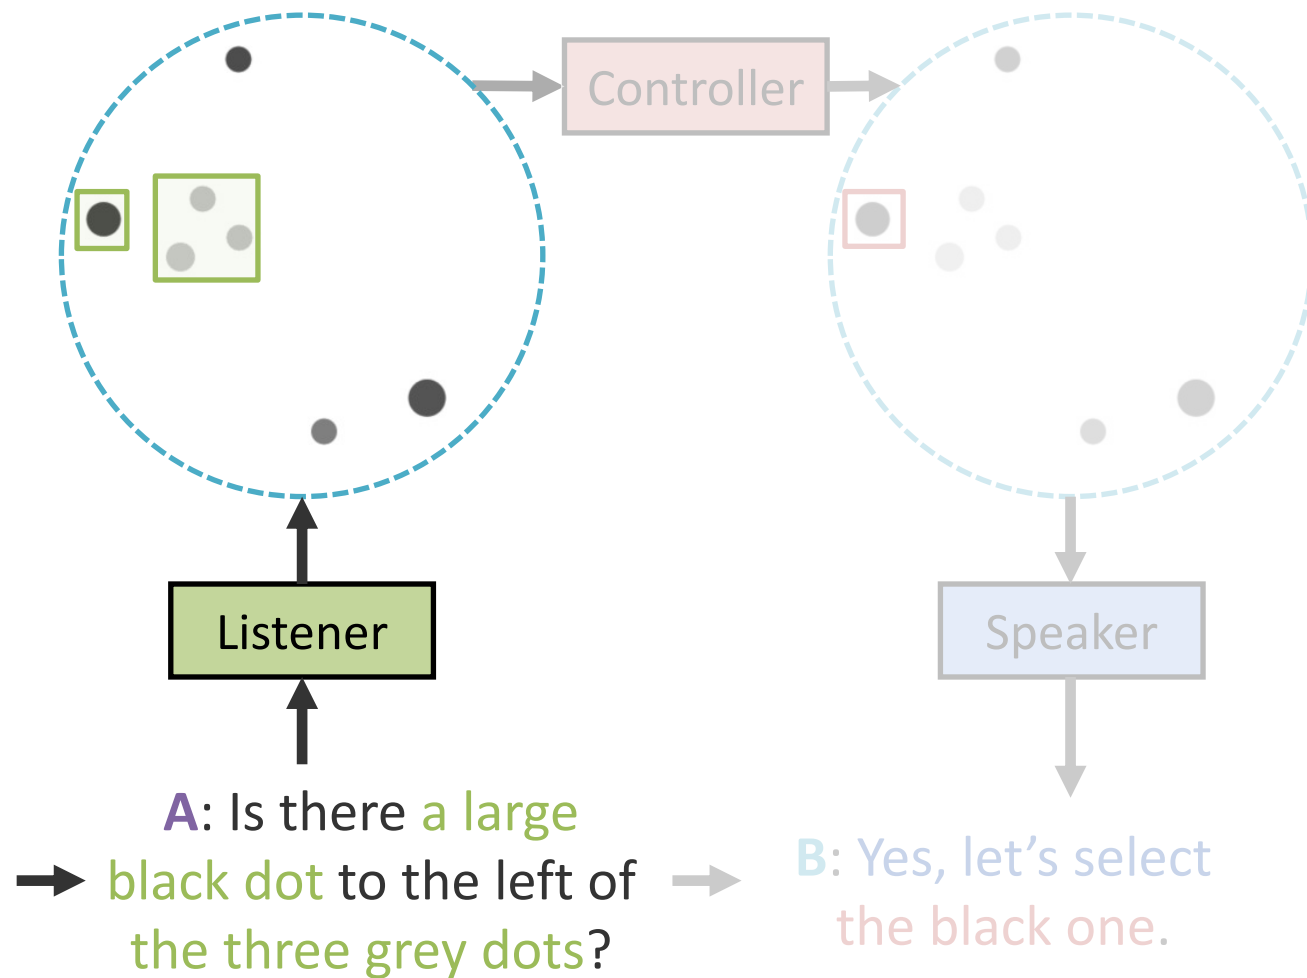 Controller
Listener
Speaker
A: Is there a large
black dot to the left of
the three grey dots?
B: Yes, let’s select
the black one.